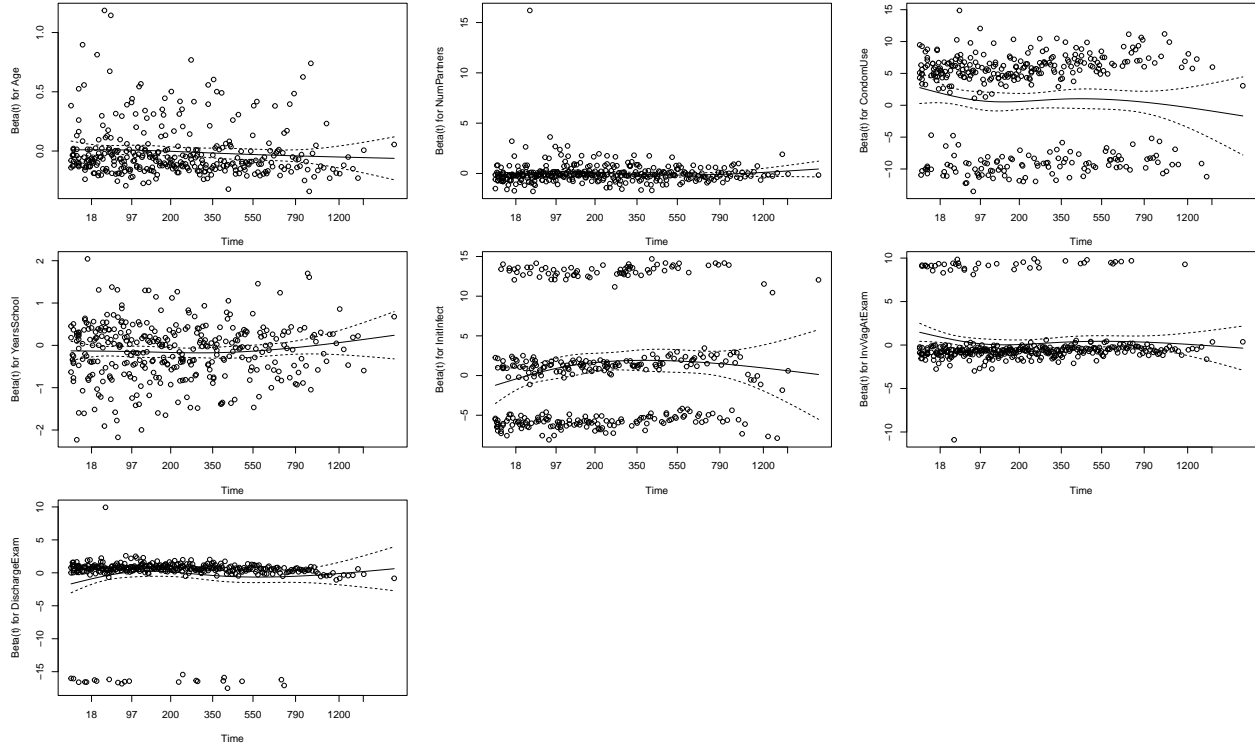 Beta(t) for Age
1.0
0.5
0.0
18 97 200 350 550 790 1200
Time
Beta(t) for NumPartners
15
10
5
0
18 97 200 350 550 790 1200
Time
Beta(t) for CondomUse
15
10
5
0
−5
−10
18 97 200 350 550 790 1200
Time
Beta(t) for YearsSchool
2
1
0
−1
−2
18 97 200 350 550 790 1200
Time
Beta(t) for InitInfect
15
10
5
0
−5
18 97 200 350 550 790 1200
Time
Beta(t) for InvVagAtExam
10
5
0
−5
−10
18 97 200 350 550 790 1200
Time
Beta(t) for DischargeExam
10
5
0
−5
−10
−15
18 97 200 350 550 790 1200
Time